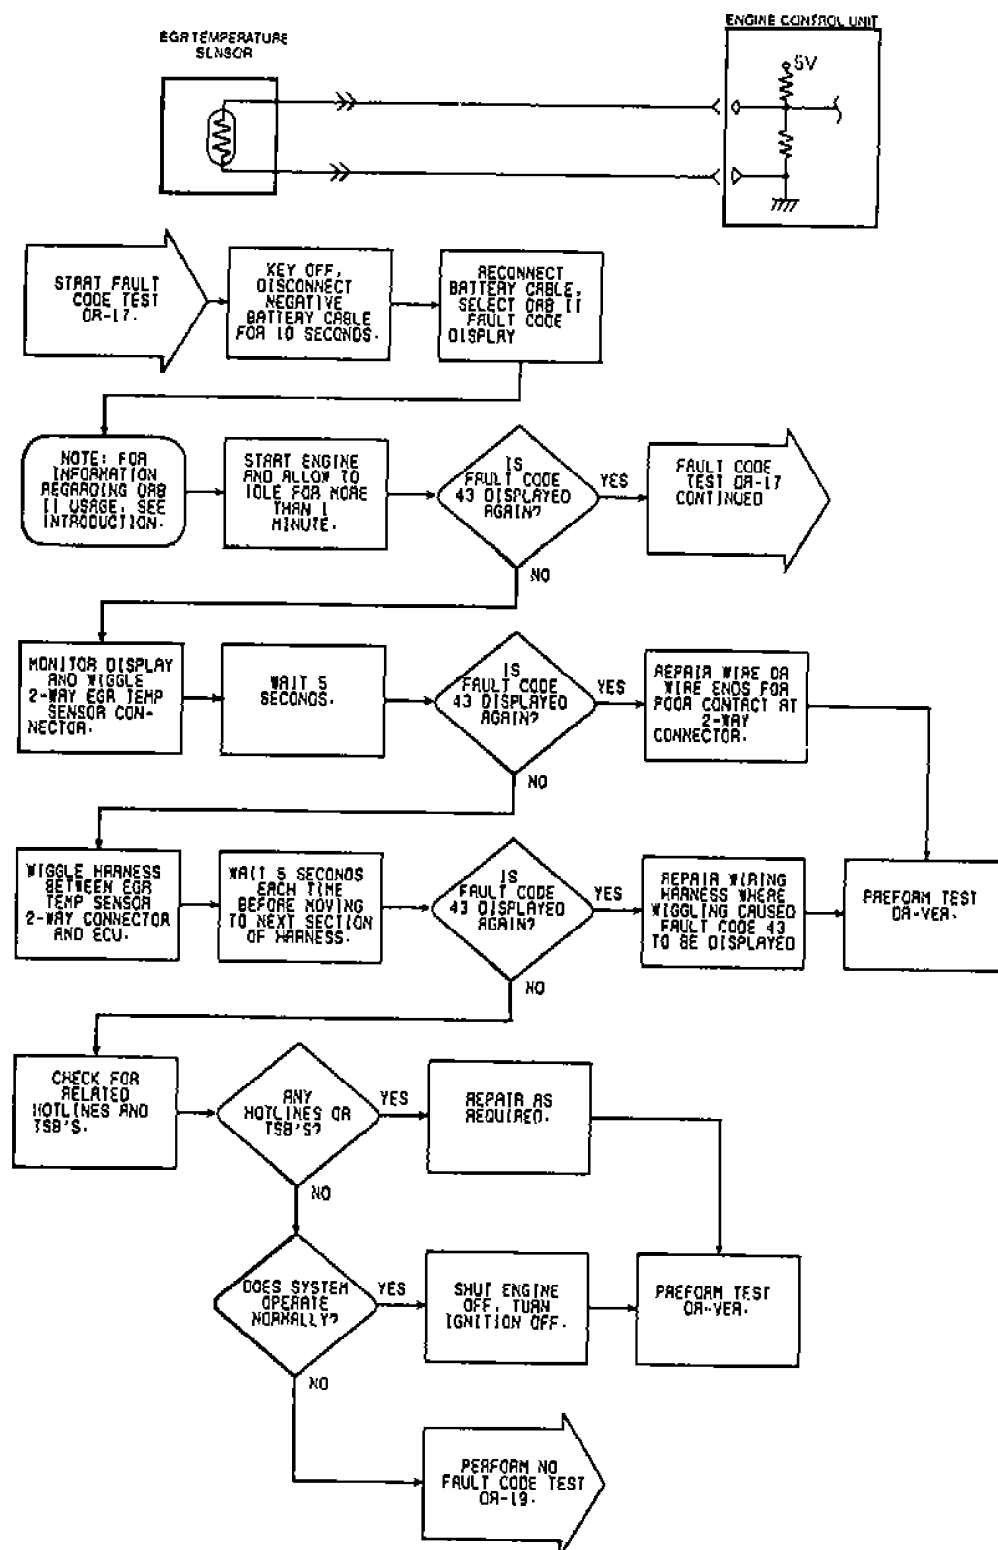 EGR TEMPERATURE
SENSOR
ENGINE CONTROL UNIT
5V
START FAULT
CODE TEST
DR-17.
KEY OFF,
DISCONNECT
NEGATIVE
BATTERY CABLE
FOR 10 SECONDS.
RECONNECT
BATTERY CABLE,
SELECT DRB II
FAULT CODE
DISPLAY
NOTE: FOR
INFORMATION
REGARDING DRB
II USAGE, SEE
INTRODUCTION.
START ENGINE
AND ALLOW TO
IDLE FOR MORE
THAN 1
MINUTE.
IS
FAULT CODE
43 DISPLAYED
AGAIN?
YES
FAULT CODE
TEST DR-17
CONTINUED
NO
MONITOR DISPLAY
AND WIGGLE
2-WAY EGR TEMP
SENSOR CON-
NECTOR.
WAIT 5
SECONDS.
IS
FAULT CODE
43 DISPLAYED
AGAIN?
YES
REPAIR WIRE OR
WIRE ENDS FOR
POOR CONTACT AT
2-WAY
CONNECTOR.
NO
WIGGLE HARNESS
BETWEEN EGR
TEMP SENSOR
2-WAY CONNECTOR
AND ECU.
WAIT 5 SECONDS
EACH TIME
BEFORE MOVING
TO NEXT SECTION
OF HARNESS.
IS
FAULT CODE
43 DISPLAYED
AGAIN?
YES
REPAIR WIRING
HARNESS WHERE
WIGGLING CAUSED
FAULT CODE 43
TO BE DISPLAYED
PREFORM TEST
DR-VER.
NO
CHECK FOR
RELATED
HOTLINES AND
TSB'S.
ANY
HOTLINES OR
TSB'S?
YES
REPAIR AS
REQUIRED.
NO
DOES SYSTEM
OPERATE
NORMALLY?
YES
SHUT ENGINE
OFF, TURN
IGNITION OFF.
PREFORM TEST
DR-VER.
NO
PERFORM NO
FAULT CODE TEST
DR-19.